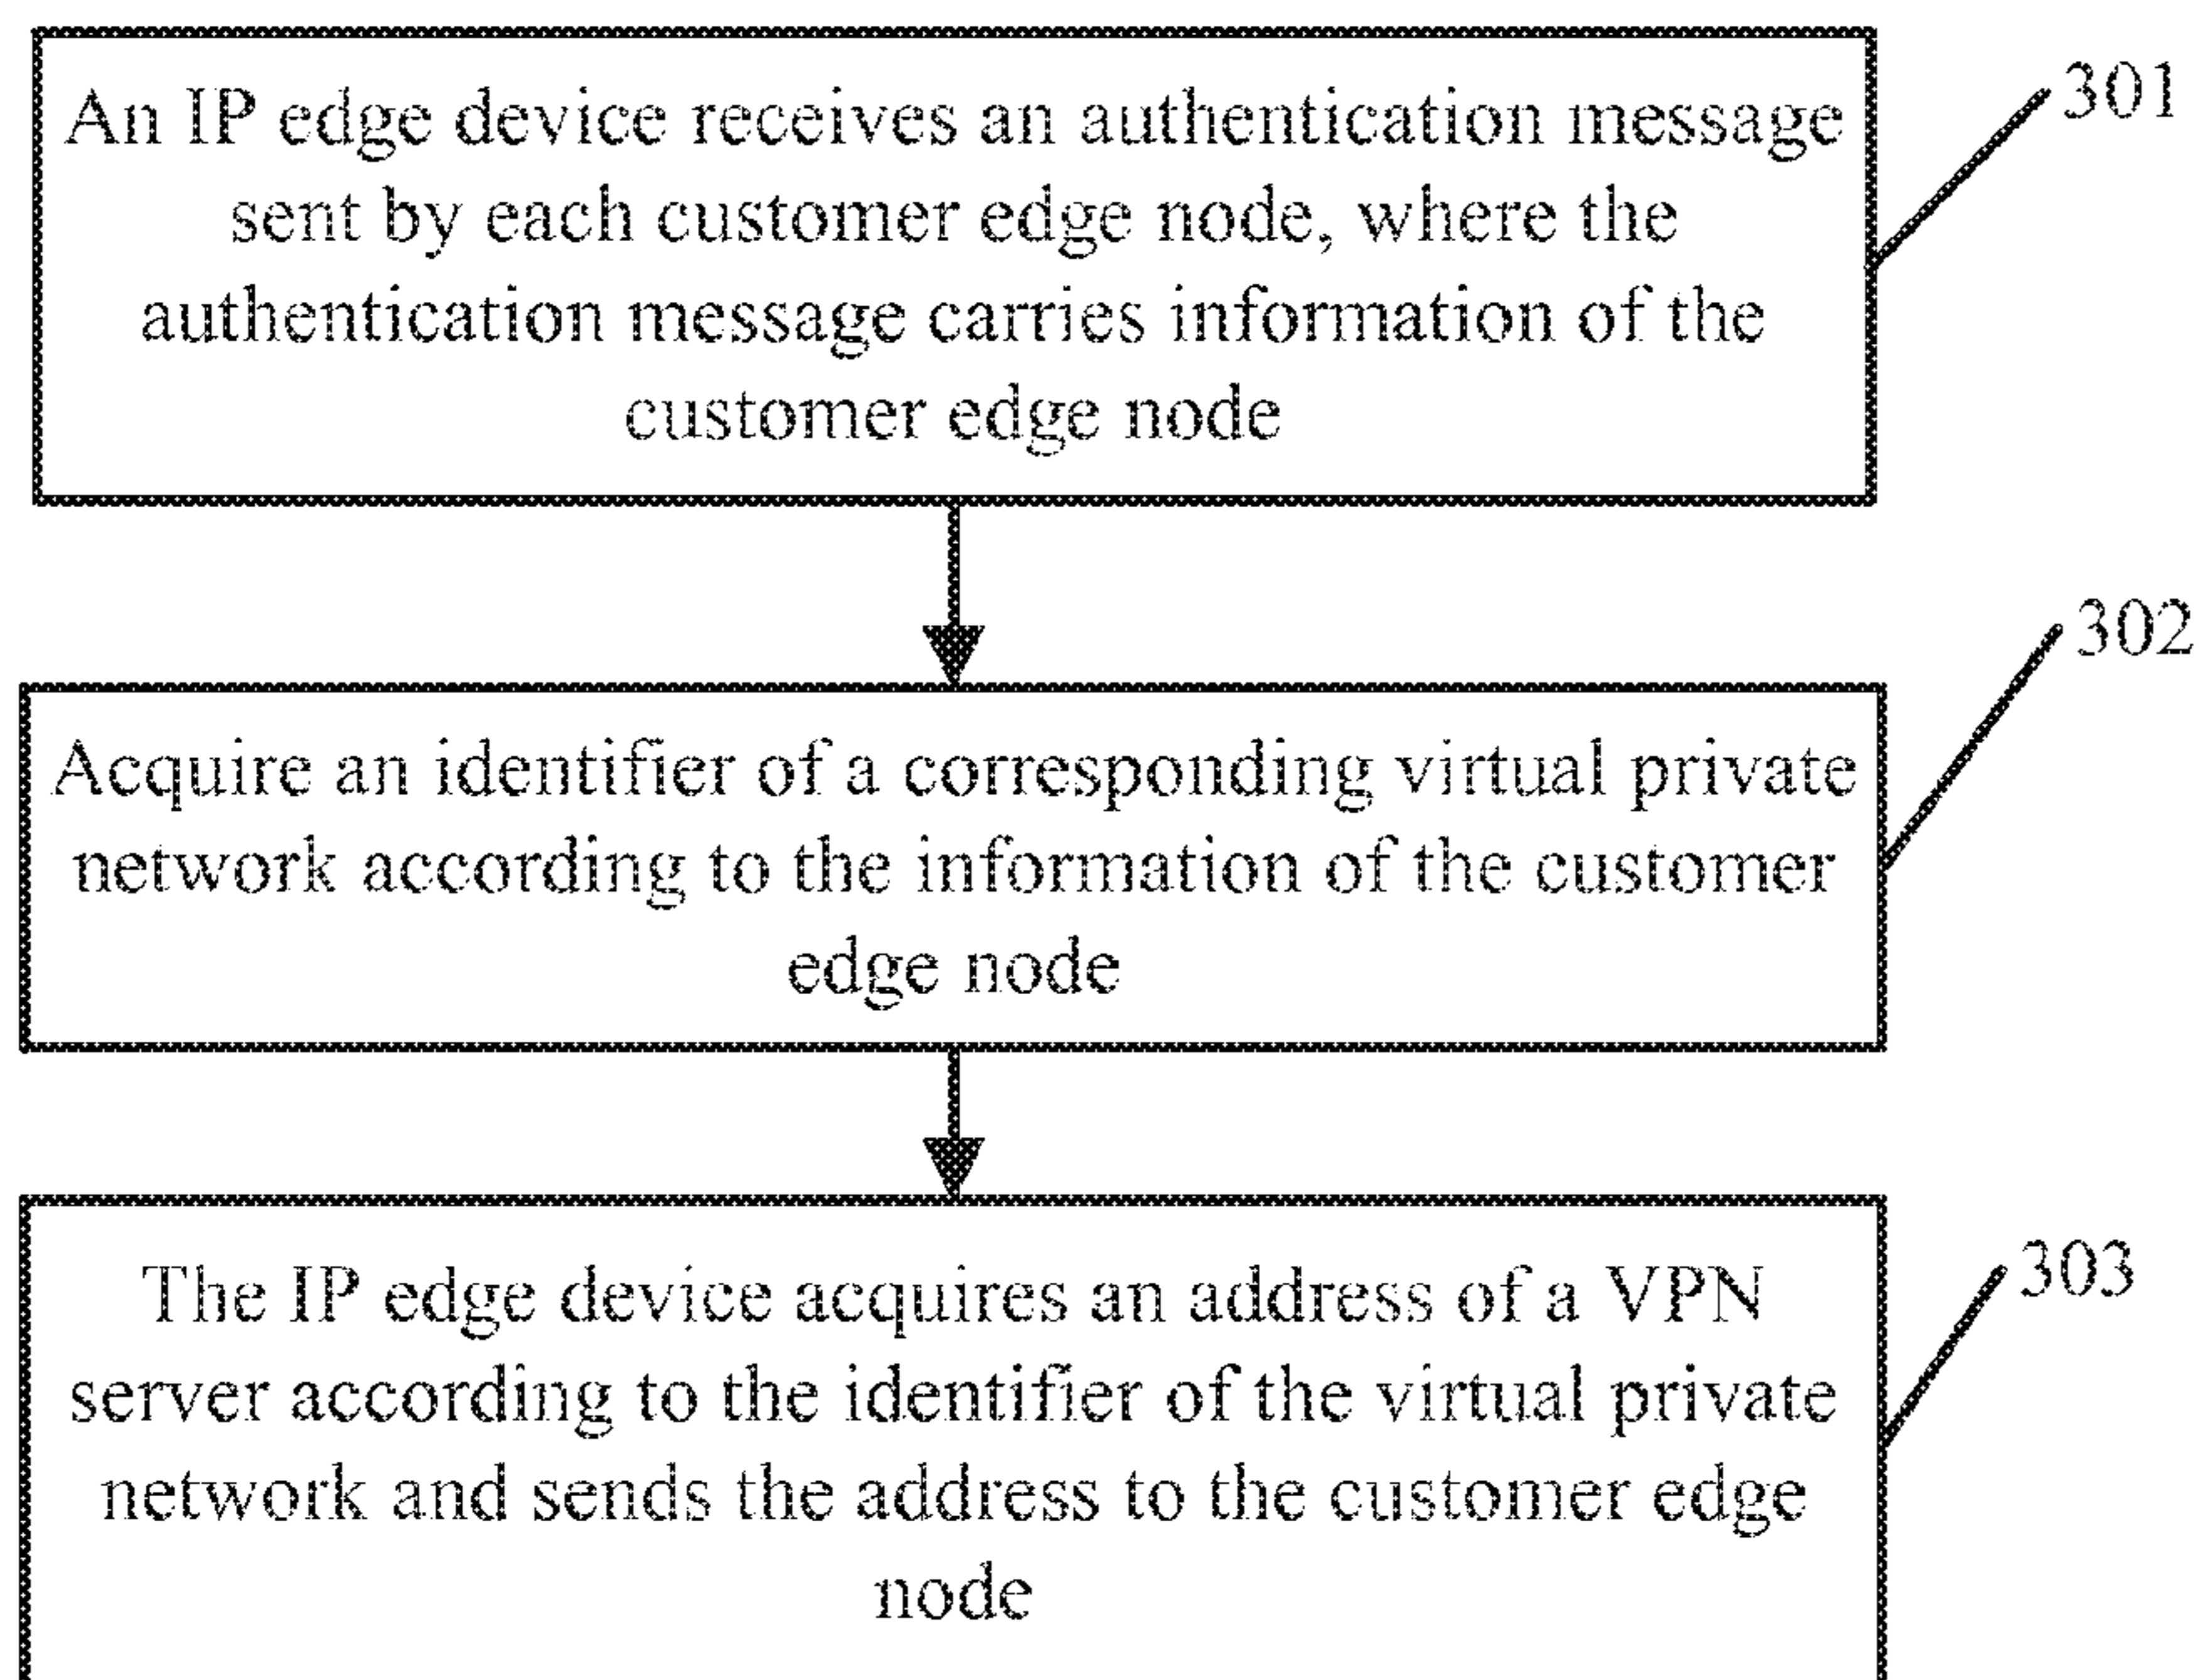 An IP edge device receives an authentication message
sent by each customer edge node, where the
authentication message carries information of the
customer edge node
301
Acquire an identifier of a corresponding virtual private
network according to the information of the customer
edge node
302
The IP edge device acquires an address of a VPN
server according to the identifier of the virtual private
network and sends the address to the customer edge
node
303